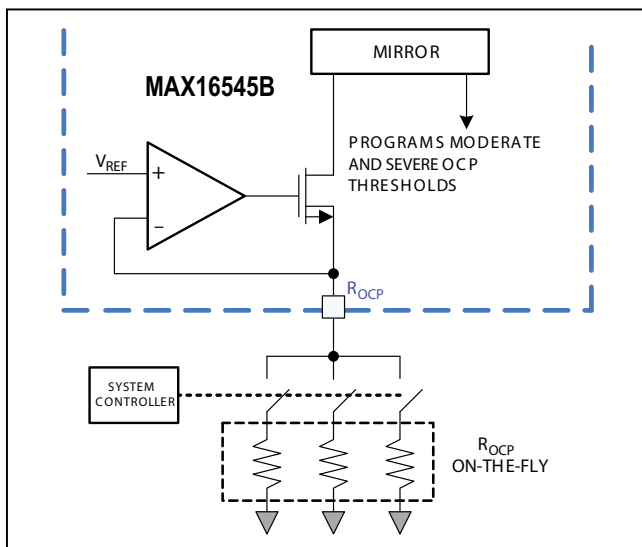 MIRROR
MAX16545B
PROGRAMS MODERATE
AND SEVERE OCP
THRESHOLDS
VREF
+
−
ROCP
SYSTEM
CONTROLLER
ROCP
ON-THE-FLY